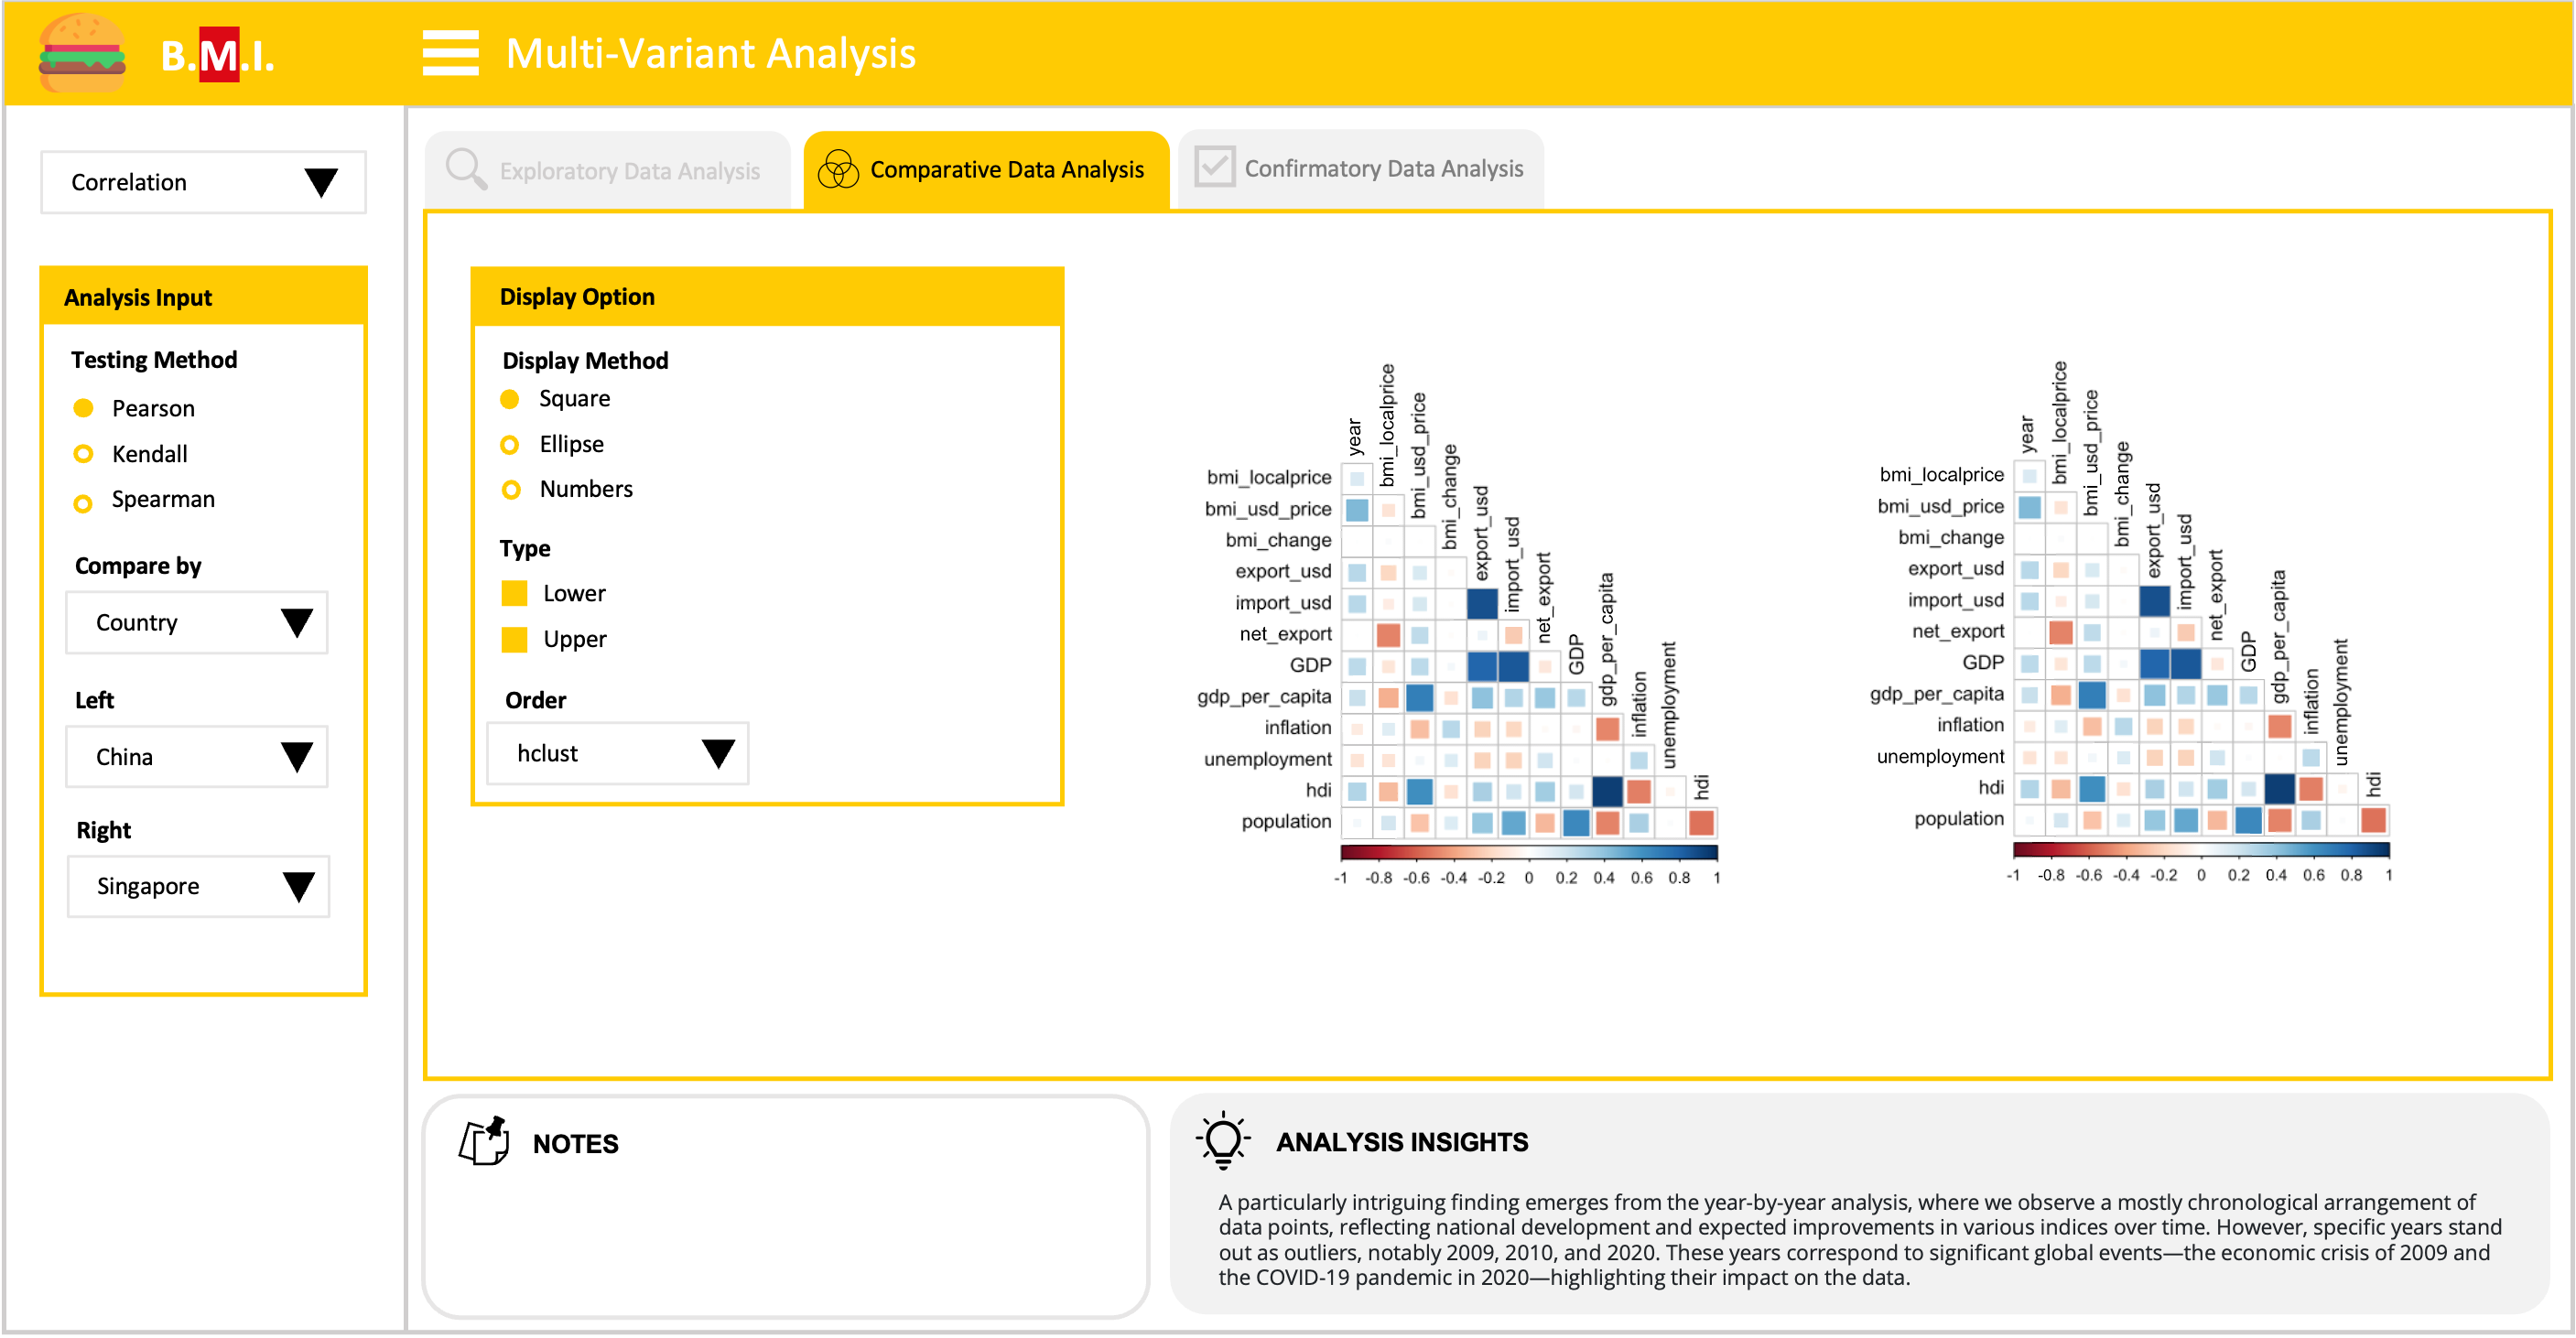 B.M.I.
Multi-Variant Analysis
Correlation
Exploratory Data Analysis
Comparative Data Analysis
Confirmatory Data Analysis
Analysis Input
Testing Method
Pearson
Kendall
Spearman
Compare by
Country
Left
China
Right
Singapore
Display Option
Display Method
Square
Ellipse
Numbers
Type
Lower
Upper
Order
hclust
year
bmi_localprice
bmi_usd_price
bmi_change
export_usd
import_usd
net_export
GDP
gdp_per_capita
inflation
unemployment
hdi
bmi_localprice
bmi_usd_price
bmi_change
export_usd
import_usd
net_export
GDP
gdp_per_capita
inflation
unemployment
hdi
population
-1 -0.8 -0.6 -0.4 -0.2 0 0.2 0.4 0.6 0.8 1
year
bmi_localprice
bmi_usd_price
bmi_change
export_usd
import_usd
net_export
GDP
gdp_per_capita
inflation
unemployment
hdi
bmi_localprice
bmi_usd_price
bmi_change
export_usd
import_usd
net_export
GDP
gdp_per_capita
inflation
unemployment
hdi
population
-1 -0.8 -0.6 -0.4 -0.2 0 0.2 0.4 0.6 0.8 1
NOTES
ANALYSIS INSIGHTS
A particularly intriguing finding emerges from the year-by-year analysis, where we observe a mostly chronological arrangement of
data points, reflecting national development and expected improvements in various indices over time. However, specific years stand
out as outliers, notably 2009, 2010, and 2020. These years correspond to significant global events—the economic crisis of 2009 and
the COVID-19 pandemic in 2020—highlighting their impact on the data.